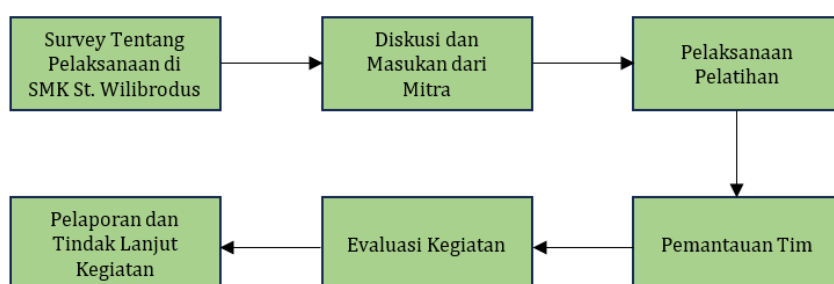 Survey Tentang
Pelaksanaan di
SMK St. Wilibrodus
Diskusi dan
Masukan dari
Mitra
Pelaksanaan
Pelatihan
Pemantauan Tim
Evaluasi Kegiatan
Pelaporan dan
Tindak Lanjut
Kegiatan